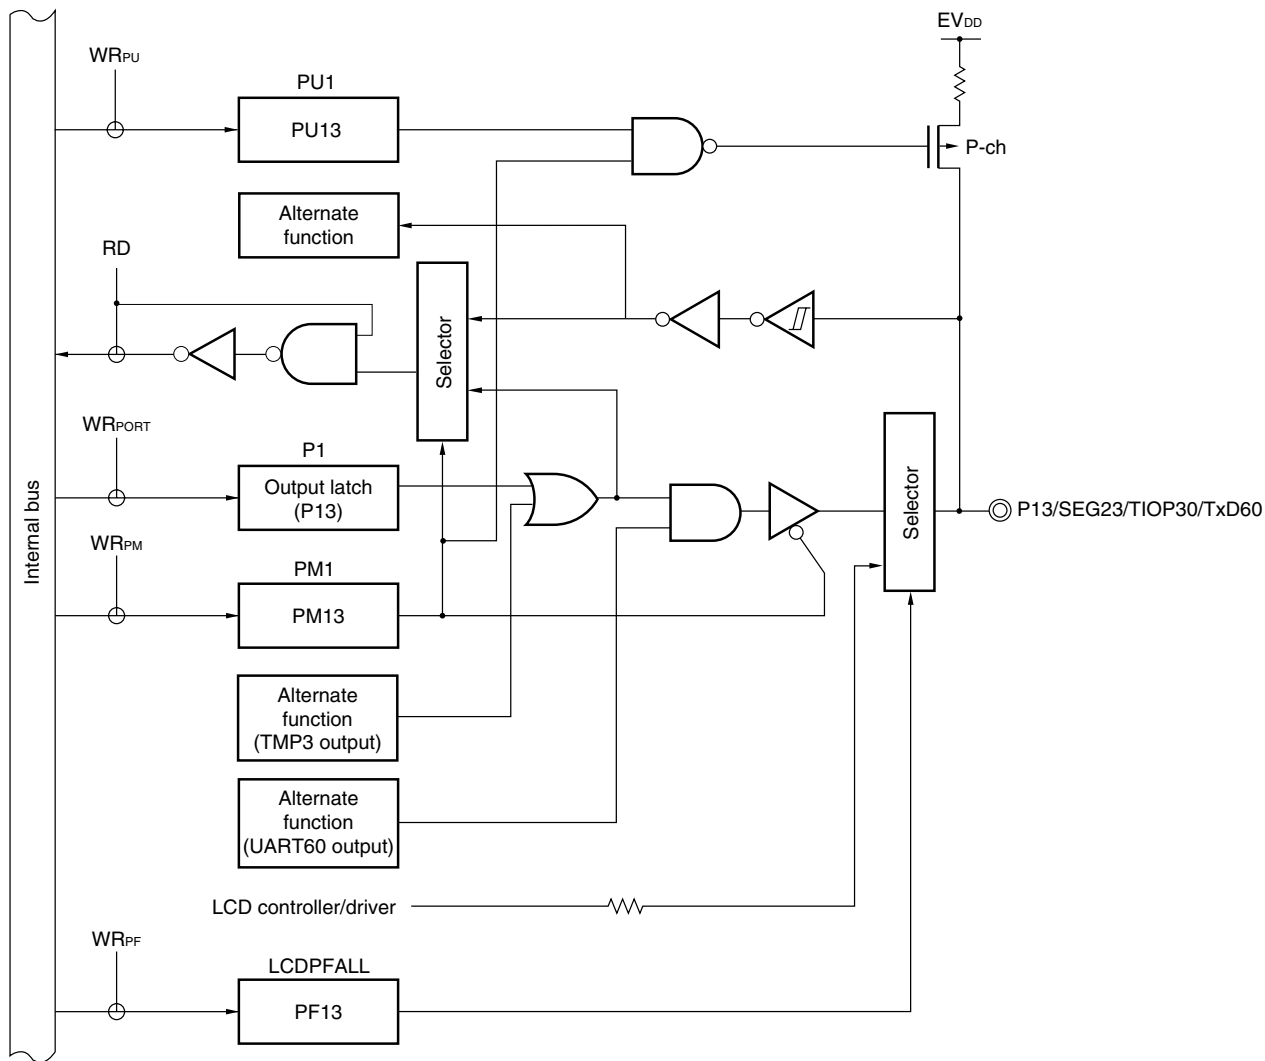 EVDD
WRPU
PU1
PU13
P-ch
Alternate
function
RD
Selector
WRPORT
P1
Output latch
(P13)
Selector
P13/SEG23/TIOP30/TxD60
Internal bus
WRPM
PM1
PM13
Alternate
function
(TMP3 output)
Alternate
function
(UART60 output)
LCD controller/driver
WRPF
LCDPFALL
PF13